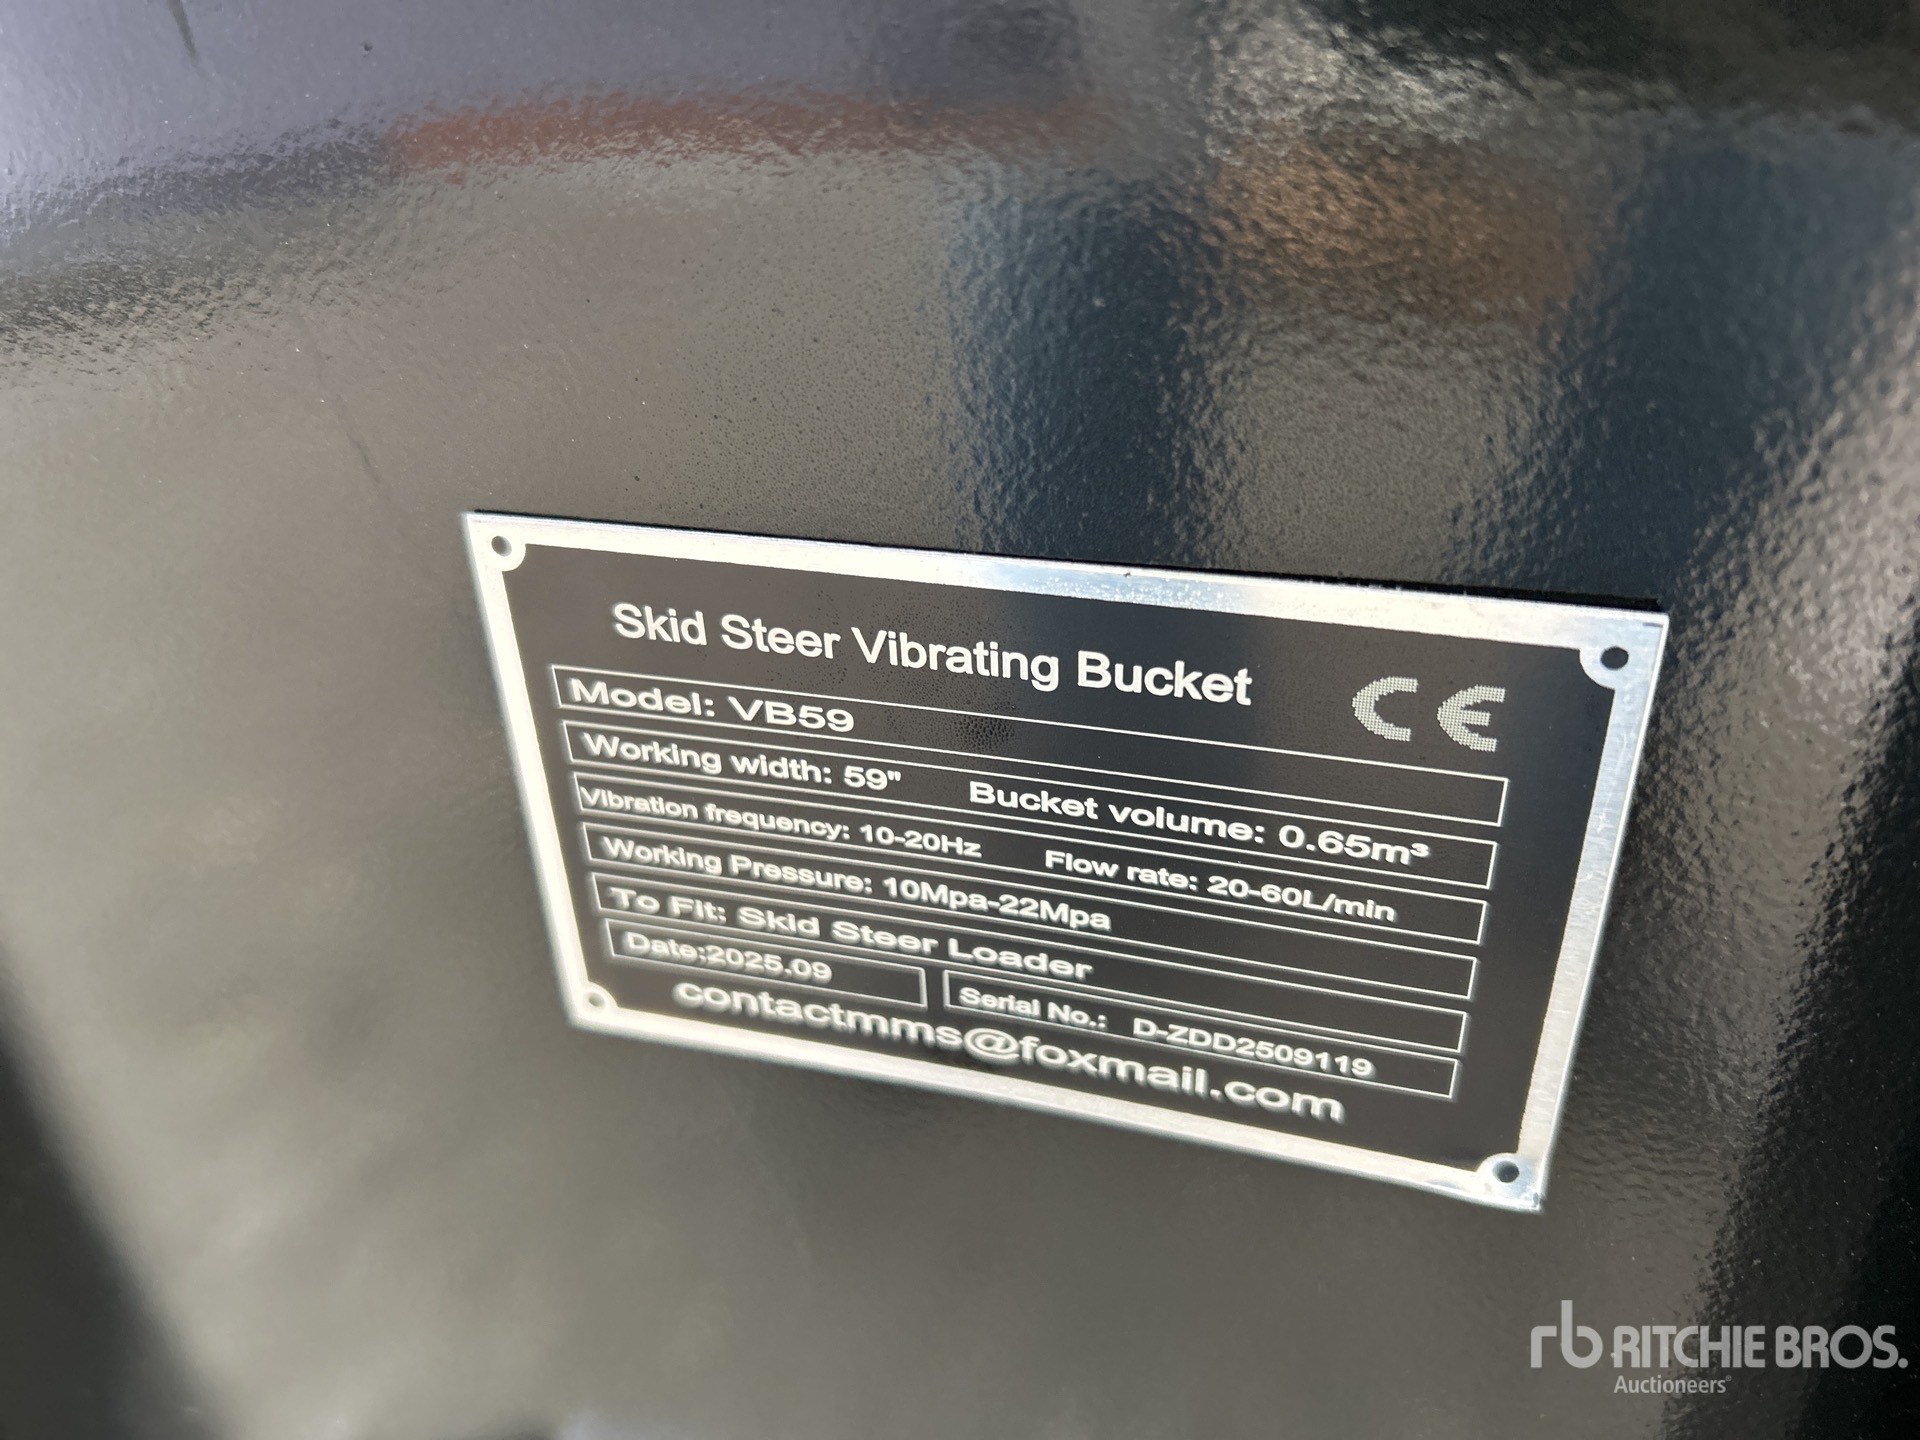 Skid Steer Vibrating Bucket
CE
Model: VB59
Working width: 59" Bucket volume: 0.65m³
Vibration frequency: 10-20Hz Flow rate: 20-60L/min
Working Pressure: 10Mpa-22Mpa
To Fit: Skid Steer Loader
Date:2025.09 Serial No.: D-ZDD2509119
contactmms@foxmail.com
rb RITCHIE BROS.
Auctioneers®